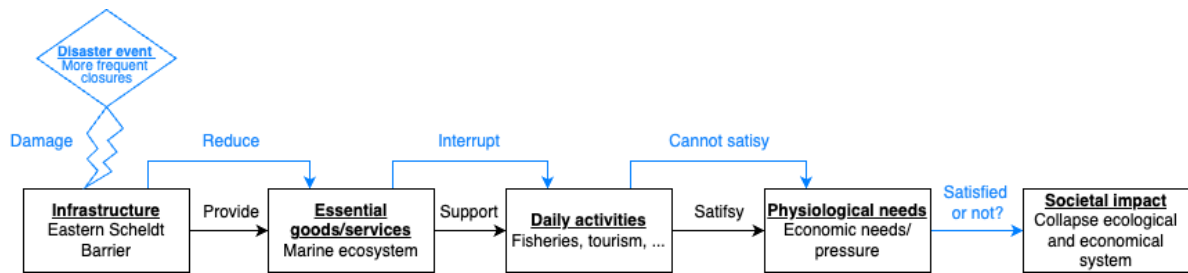 Disaster event
More frequent
closures
Damage
Reduce
Interrupt
Cannot satisy
Infrastructure
Eastern Scheldt
Barrier
Provide
Essential
goods/services
Marine ecosystem
Support
Daily activities
Fisheries, tourism, ...
Satifsy
Physiological needs
Economic needs/
pressure
Satisfied
or not?
Societal impact
Collapse ecological
and economical
system